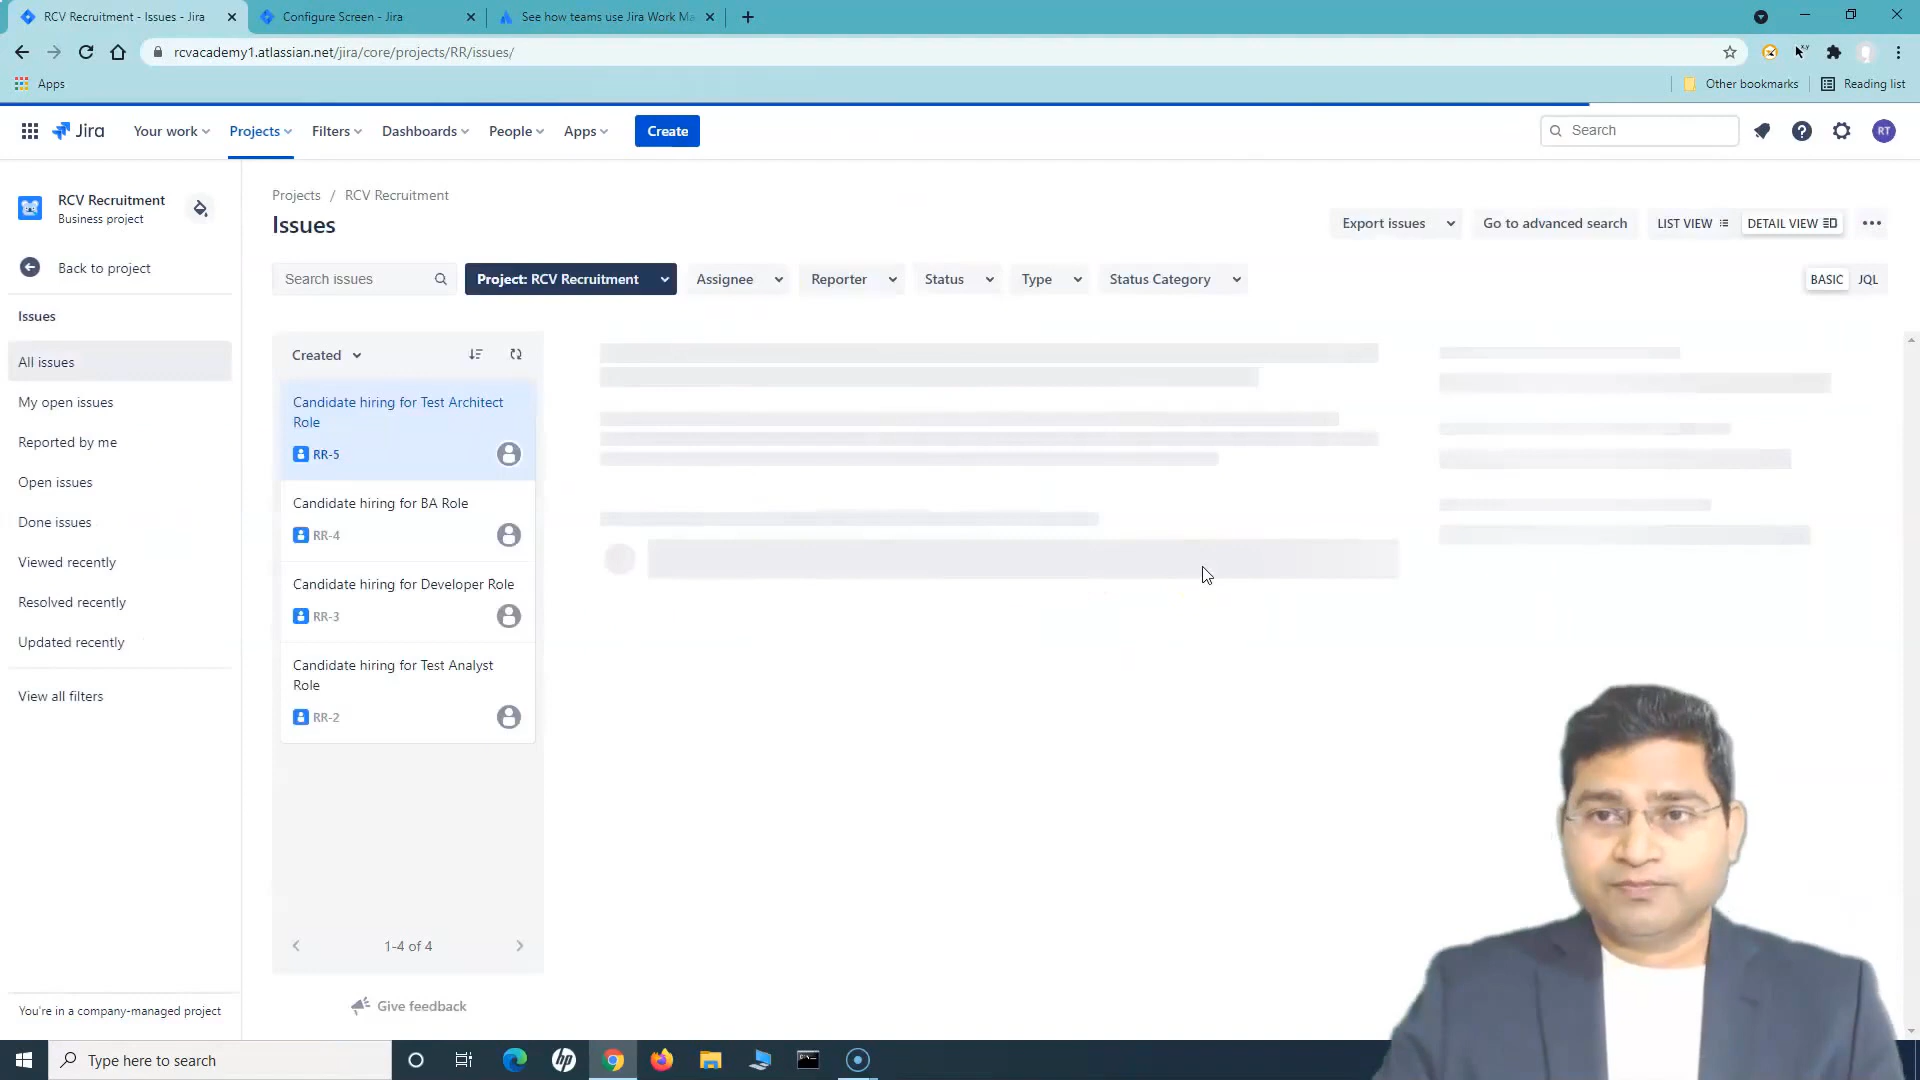 RCV Recruitment - Issues - Jira
Configure Screen - Jira
See how teams use Jira Work Ma
rcvacademy1.atlassian.net/jira/core/projects/RR/issues/
Apps
Other bookmarks
Reading list
Jira
Your work
Projects
Filters
Dashboards
People
Apps
Create
Search
RT
RCV Recruitment
Business project
Back to project
Issues
All issues
My open issues
Reported by me
Open issues
Done issues
Viewed recently
Resolved recently
Updated recently
View all filters
You're in a company-managed project
Projects / RCV Recruitment
Issues
Export issues
Go to advanced search
LIST VIEW
DETAIL VIEW
Search issues
Project: RCV Recruitment
Assignee
Reporter
Status
Type
Status Category
BASIC
JQL
Created
Candidate hiring for Test Architect
Role
RR-5
Candidate hiring for BA Role
RR-4
Candidate hiring for Developer Role
RR-3
Candidate hiring for Test Analyst
Role
RR-2
1-4 of 4
Give feedback
Type here to search
hp